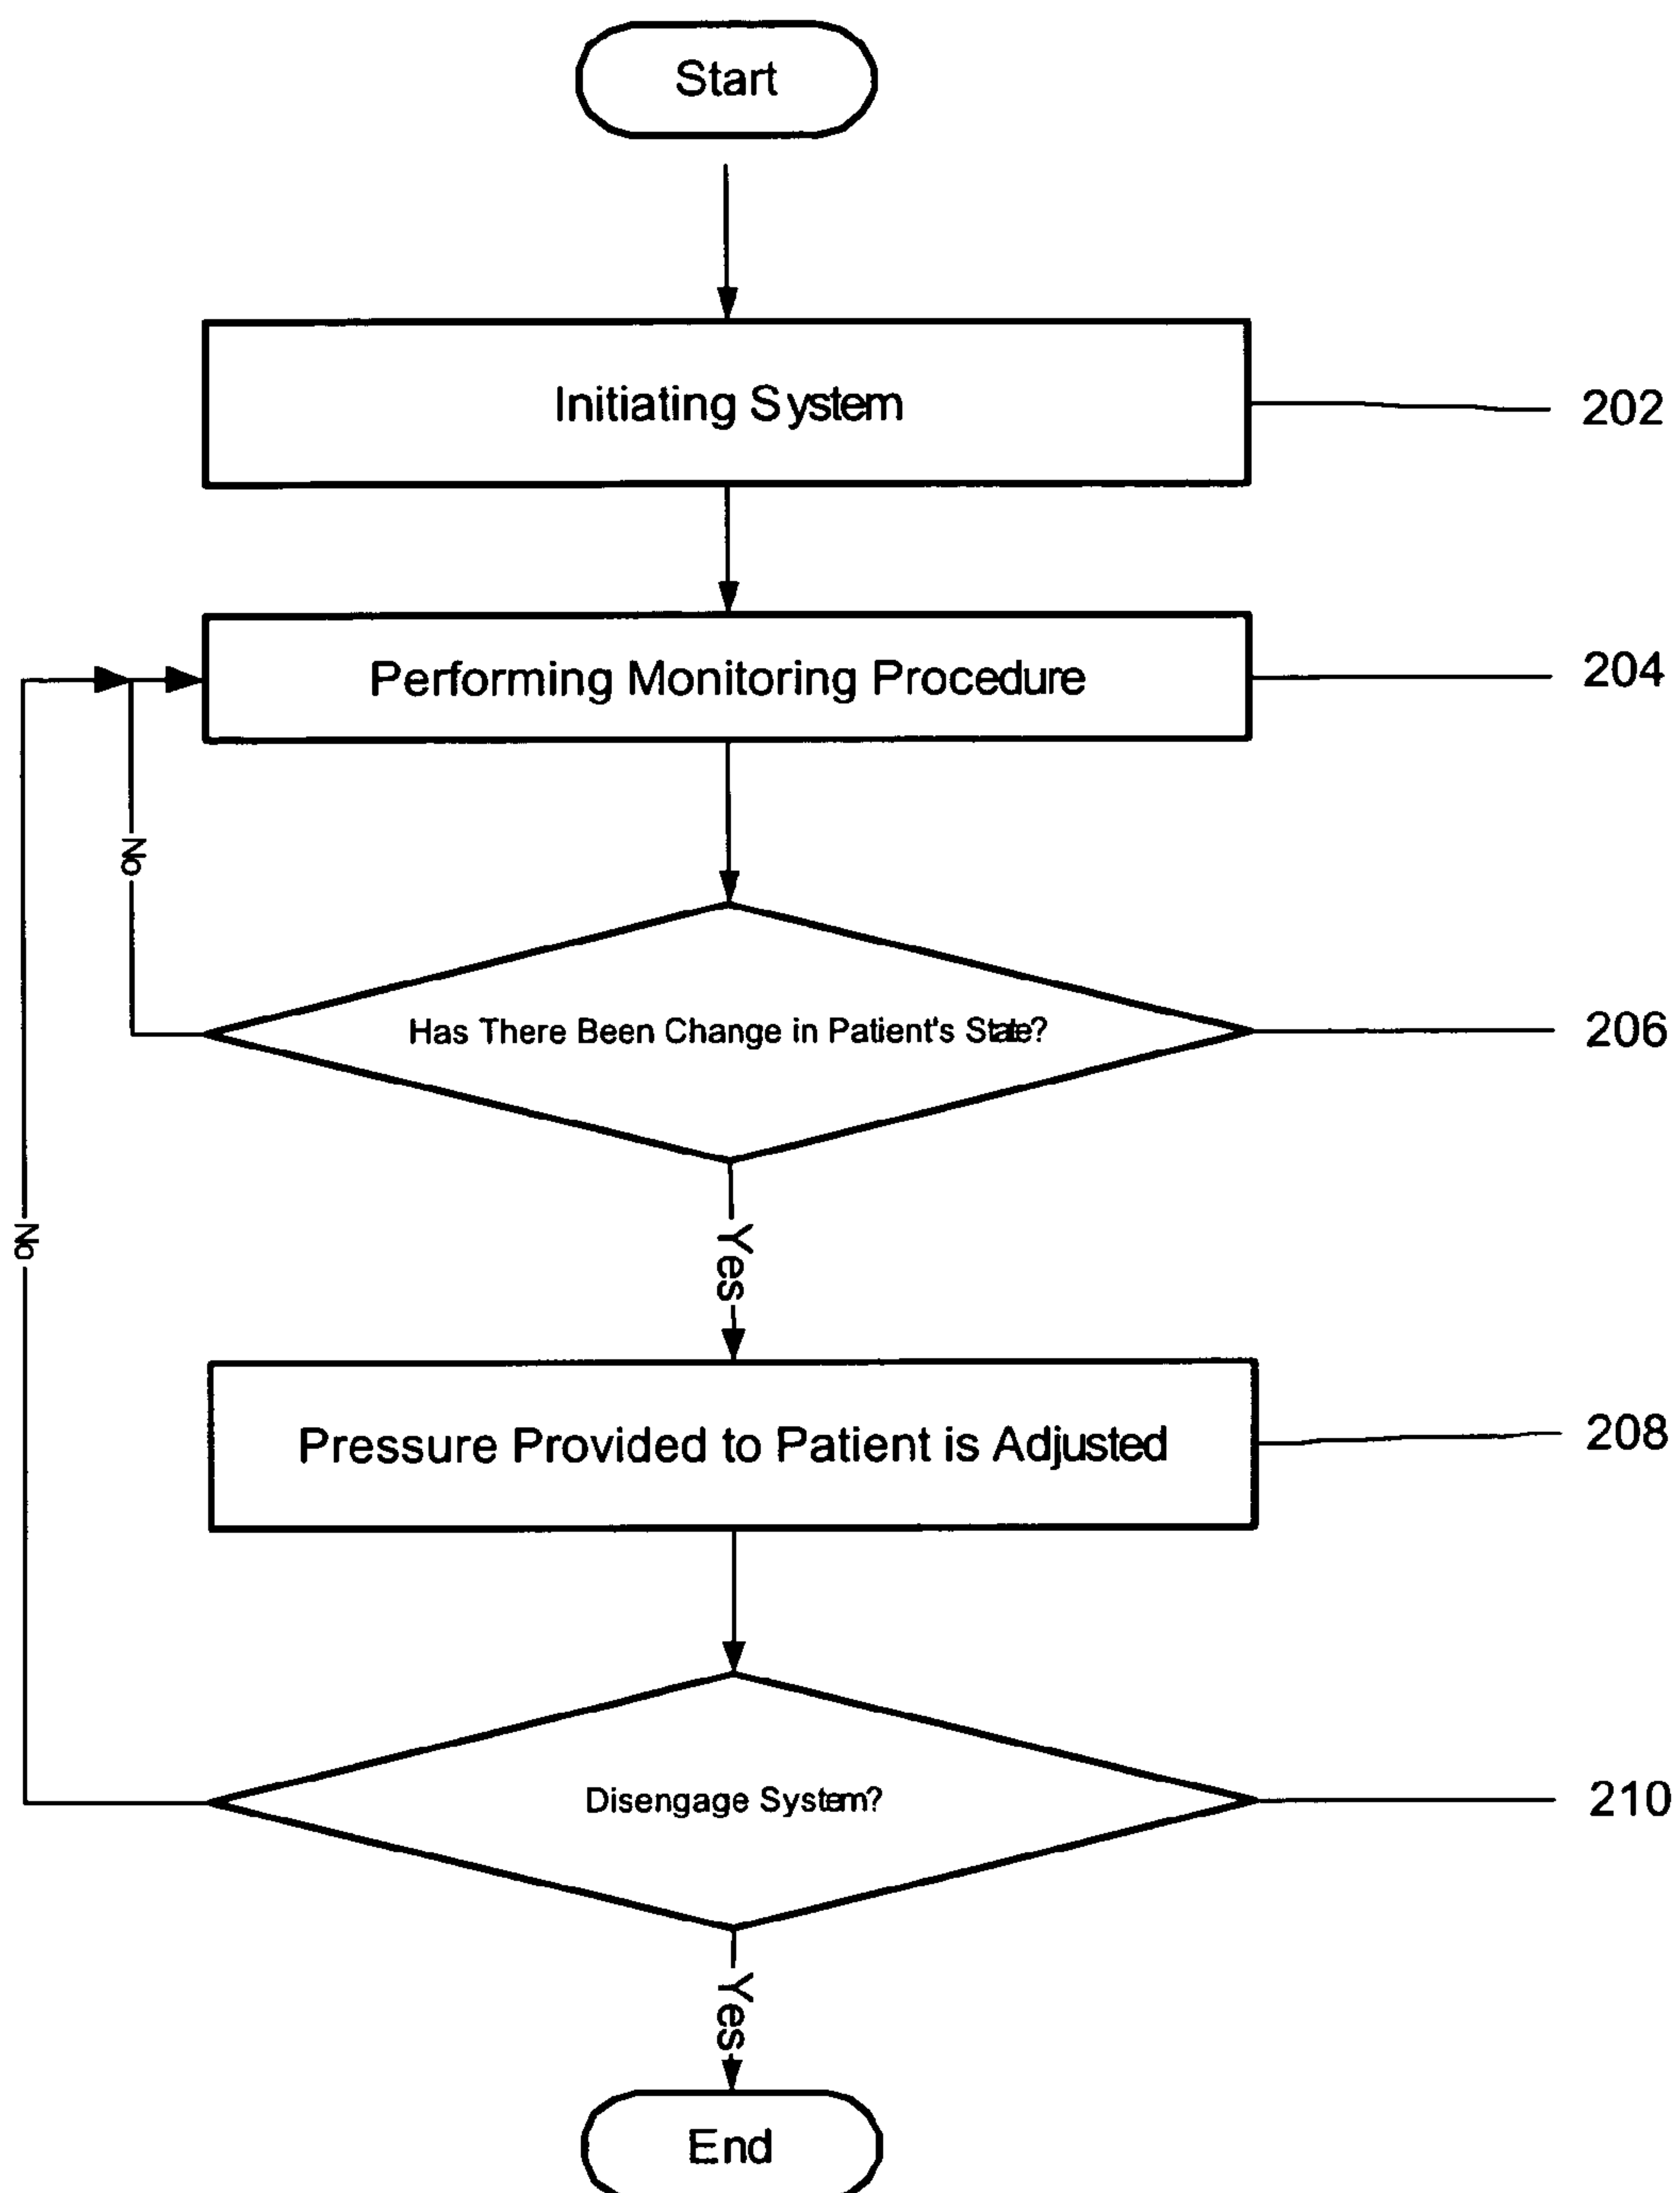 Start
Initiating System
202
Performing Monitoring Procedure
204
No
Has There Been Change in Patient's State?
206
Yes
No
Pressure Provided to Patient is Adjusted
208
Disengage System?
210
Yes
End